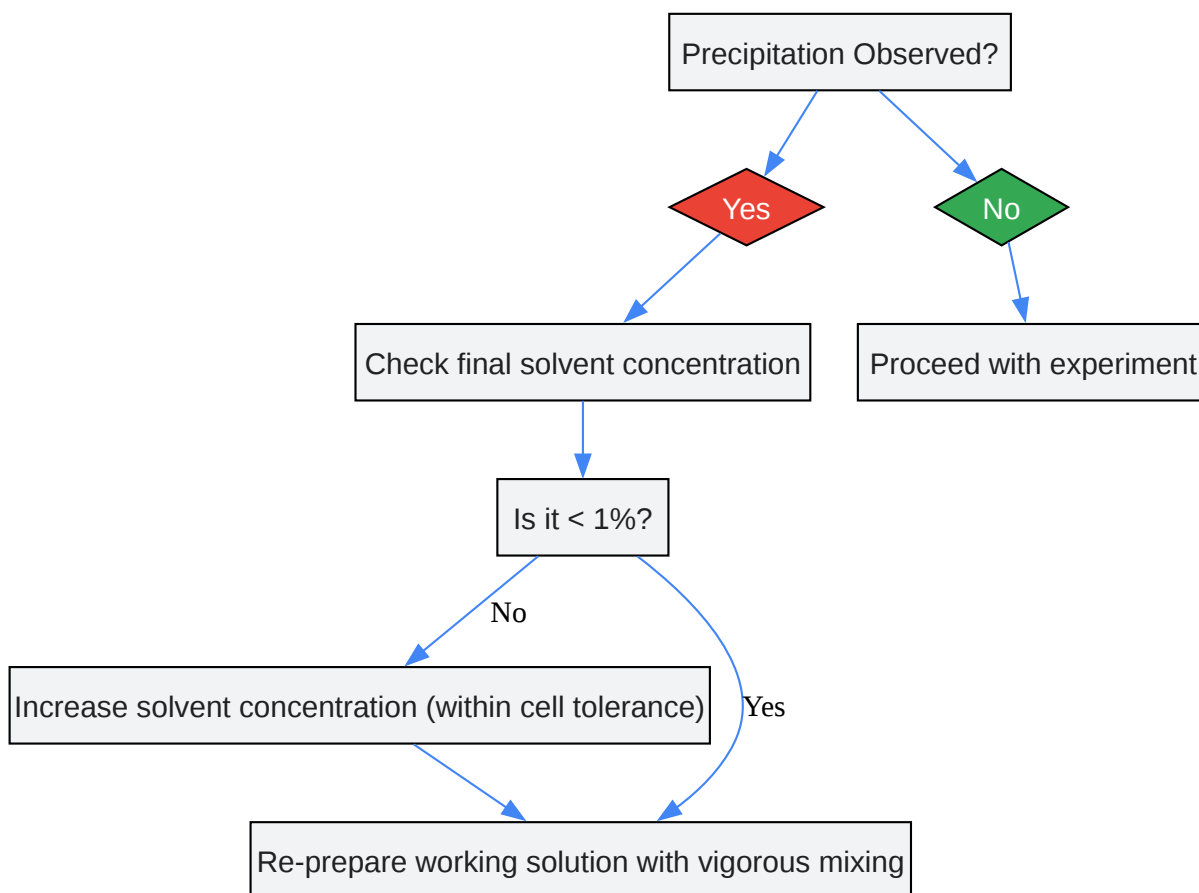 Precipitation Observed?
Yes
No
Check final solvent concentration
Proceed with experiment
Is it < 1%?
No
Increase solvent concentration (within cell tolerance)
Yes
Re-prepare working solution with vigorous mixing